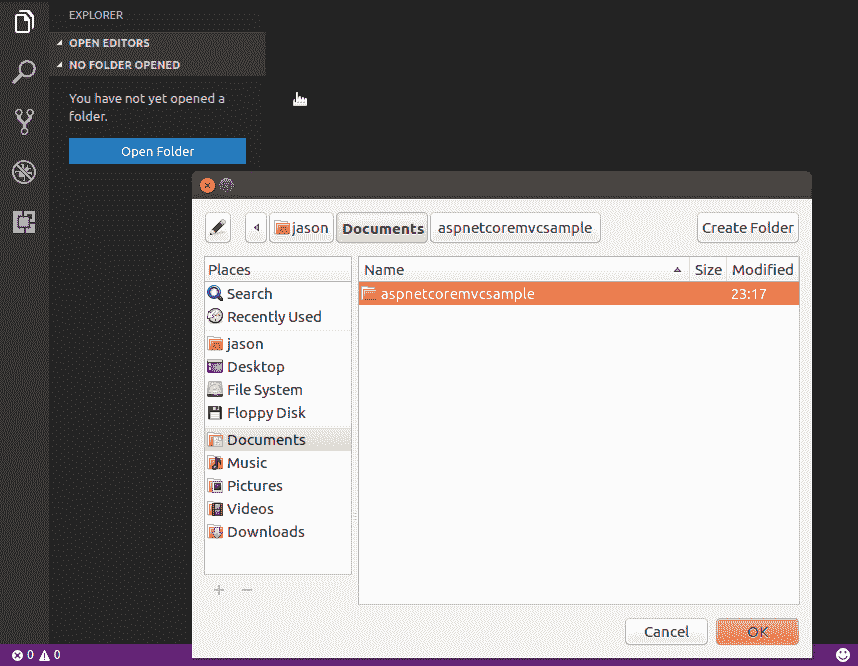 EXPLORER
OPEN EDITORS
NO FOLDER OPENED
You have not yet opened a
folder.
Open Folder
jason Documents aspnetcoremvcsample Create Folder
Places
Search
Recently Used
jason
Desktop
File System
Floppy Disk
Documents
Music
Pictures
Videos
Downloads
Name Size Modified
aspnetcoremvcsample 23:17
Cancel OK
0 0